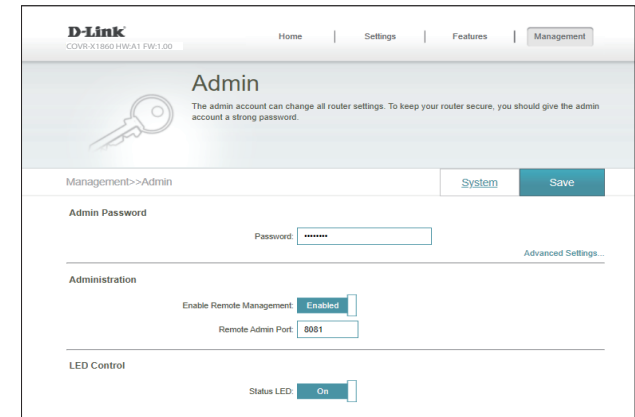 D-Link
COVR-X1860 HW:A1 FW:1.00
Home | Settings | Features | Management
Admin
The admin account can change all router settings. To keep your router secure, you should give the admin
account a strong password.
Management>>Admin
System
Save
Admin Password
Password: ••••••••
Advanced Settings...
Administration
Enable Remote Management: Enabled
Remote Admin Port: 8081
LED Control
Status LED: On